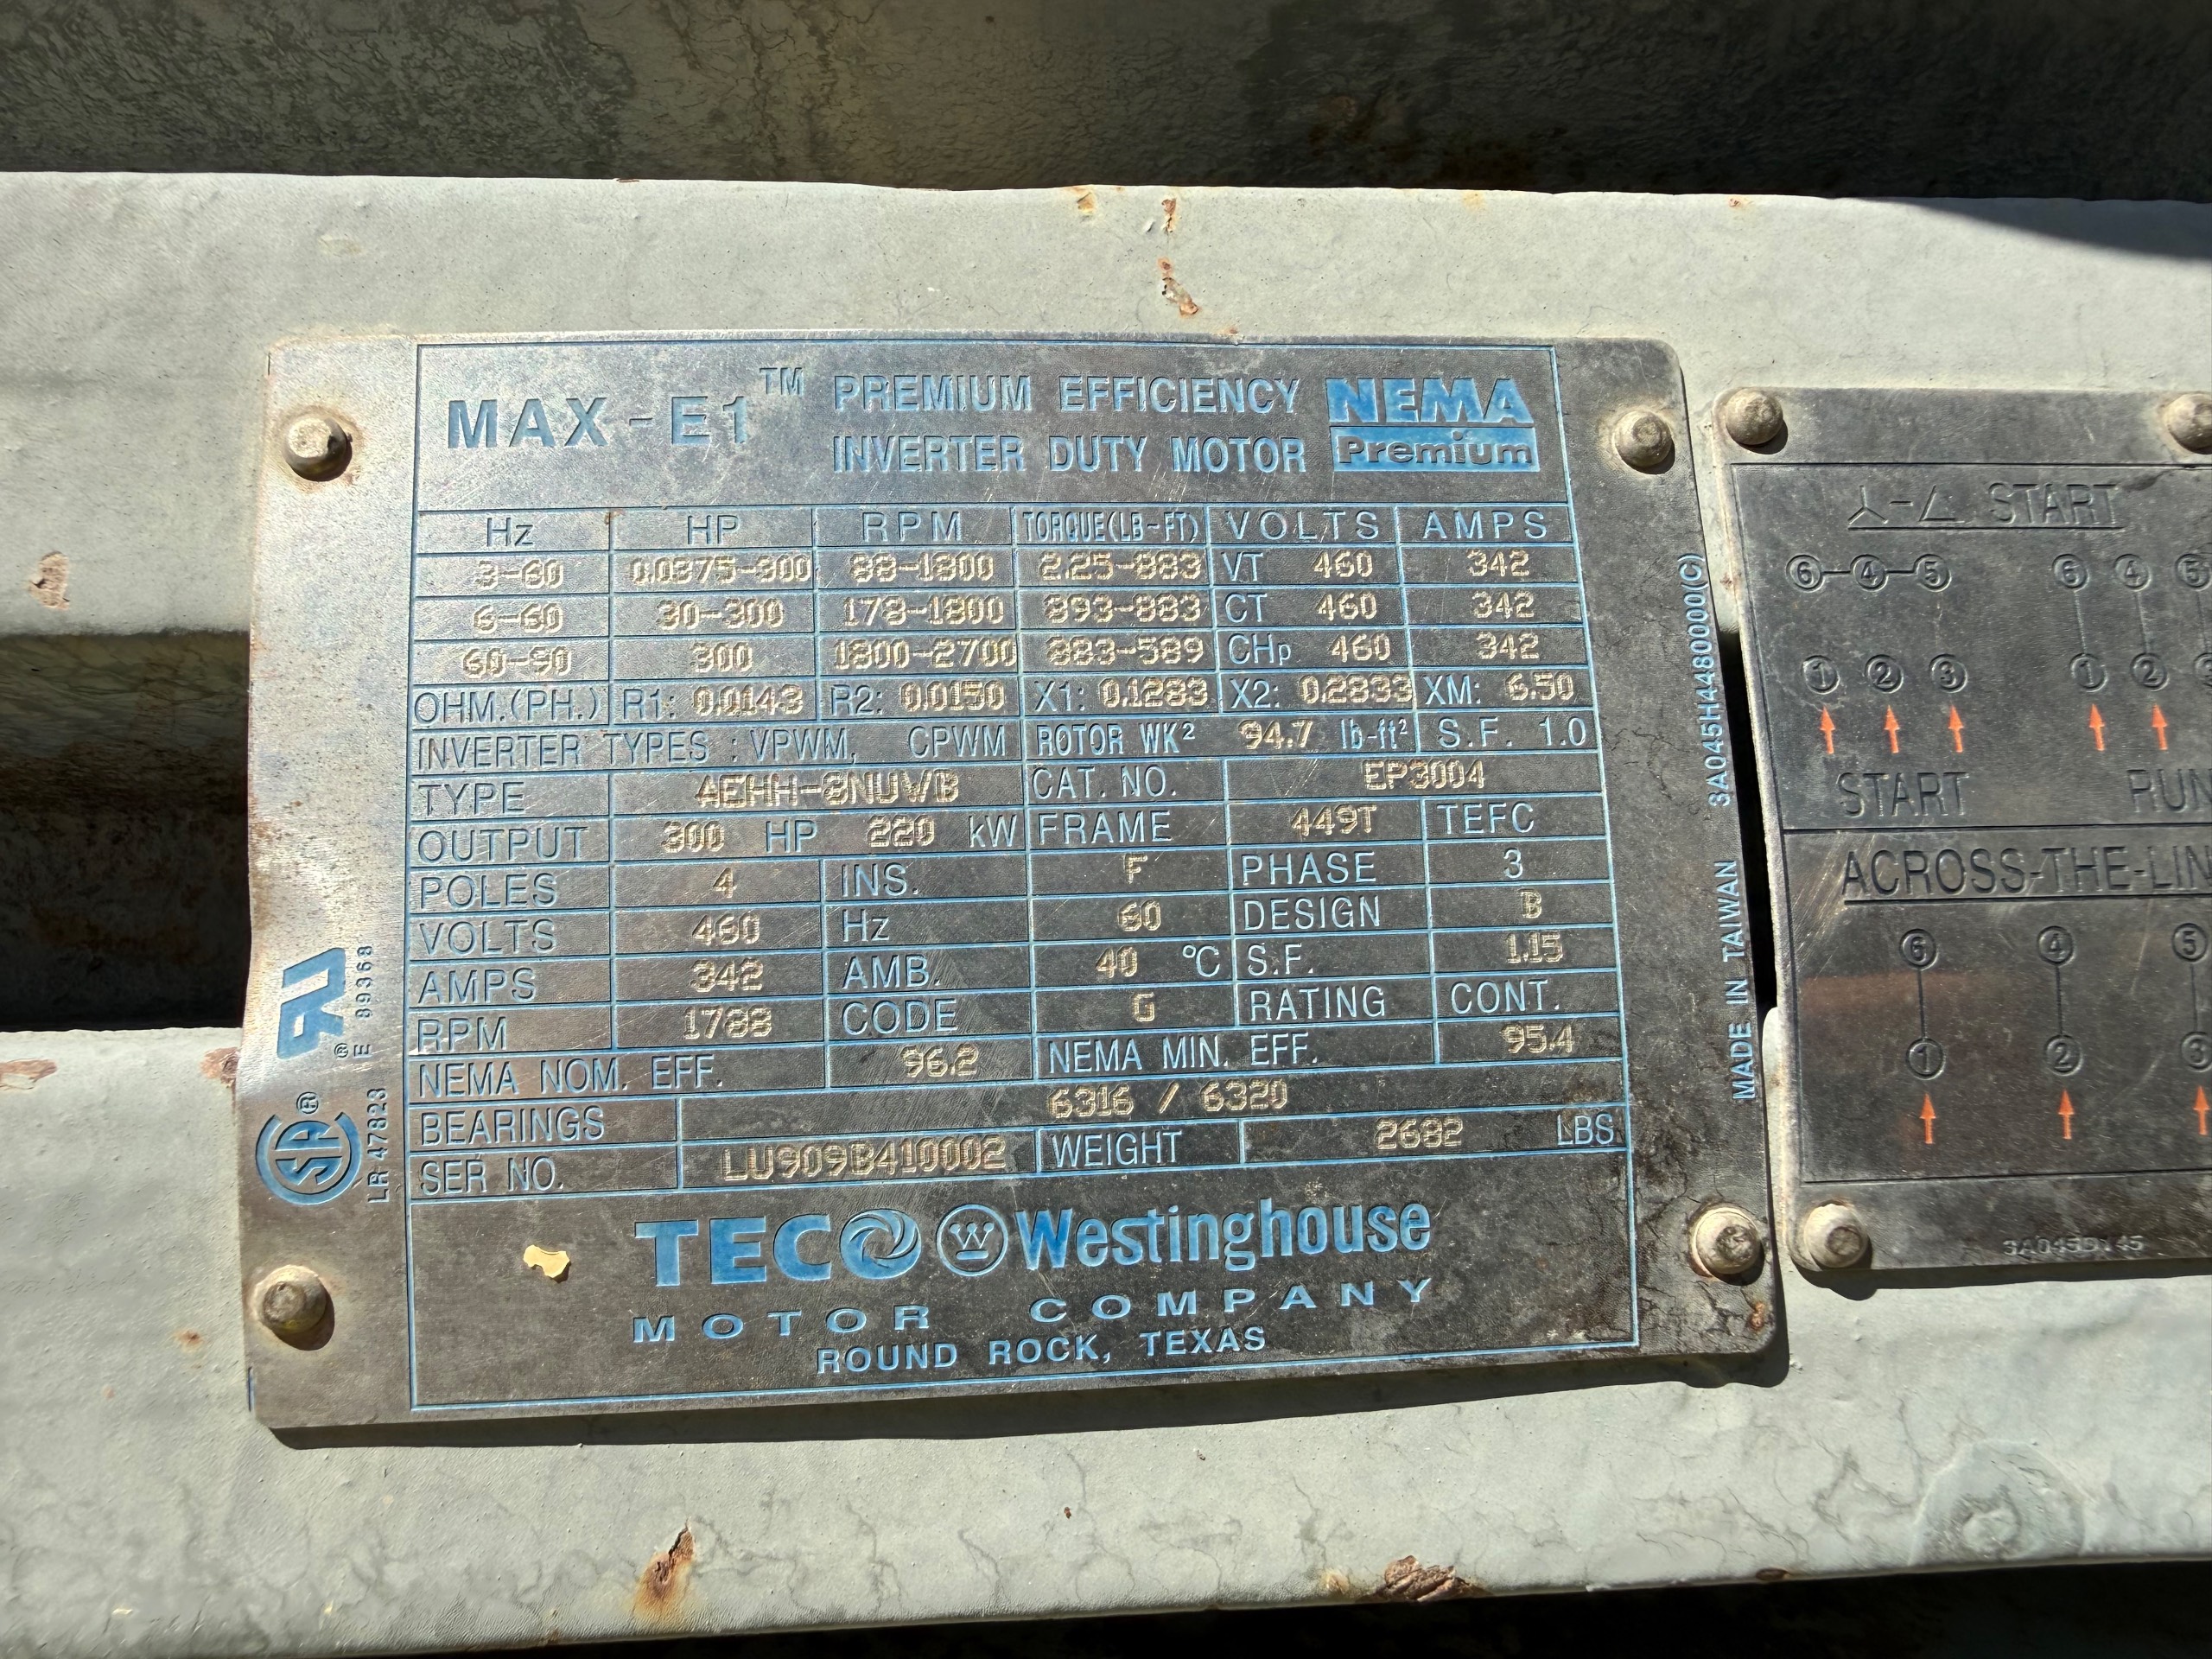 MAX-E1™ PREMIUM EFFICIENCY NEMA
INVERTER DUTY MOTOR Premium
Hz HP RPM TORQUE(LB-FT) VOLTS AMPS
3-60 0.0375-300 88-1800 2.25-883 VT 460 342
6-60 30-300 178-1800 893-883 CT 460 342
60-90 300 1800-2700 883-589 CHp 460 342
OHM.(PH.) R1: 0.0143 R2: 0.0150 X1: 0.1283 X2: 0.2833 XM: 6.50
INVERTER TYPES : VPWM, CPWM ROTOR WK² 94.7 lb-ft² S.F. 1.0
TYPE AEHH-8NUWB CAT. NO. EP3004
OUTPUT 300 HP 220 kW FRAME 449T TEFC
POLES 4 INS. F PHASE 3
VOLTS 460 Hz 60 DESIGN B
AMPS 342 AMB. 40 °C S.F. 1.15
RPM 1788 CODE G RATING CONT.
NEMA NOM. EFF. 96.2 NEMA MIN. EFF. 95.4
BEARINGS 6316 / 6320
SER NO. LU909B410002 WEIGHT 2682 LBS
TECO W Westinghouse
MOTOR COMPANY
ROUND ROCK, TEXAS
RU
® E 89368
SA®
LR 47823
MADE IN TAIWAN 3A045H4480000(C)
START
6 4 5 6 4 5
1 2 3 1 2 3
START RUN
ACROSS-THE-LIN
6 4 5
1 2 3